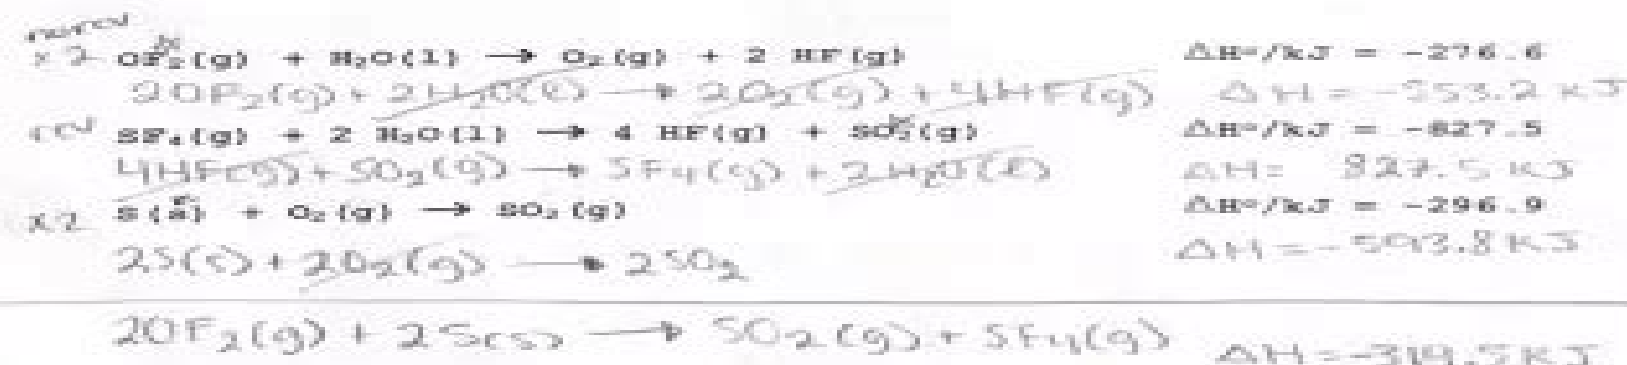 x2 OF₂(g) + H₂O(l) → O₂(g) + 2 HF(g) ΔH°/kJ = -276.6
2OF₂(g) + 2H₂O(l) → 2O₂(g) + 4HF(g) ΔH = -553.2 KJ
rev SF₄(g) + 2 H₂O(l) → 4 HF(g) + SO₂(g) ΔH°/kJ = -827.5
4HF(g) + SO₂(g) → SF₄(g) + 2H₂O(l) ΔH = 827.5 KJ
x2 S(s) + O₂(g) → SO₂(g) ΔH°/kJ = -296.9
2S(s) + 2O₂(g) → 2SO₂ ΔH = -593.8 KJ
2OF₂(g) + 2S(s) → SO₂(g) + SF₄(g) ΔH = -319.5 KJ